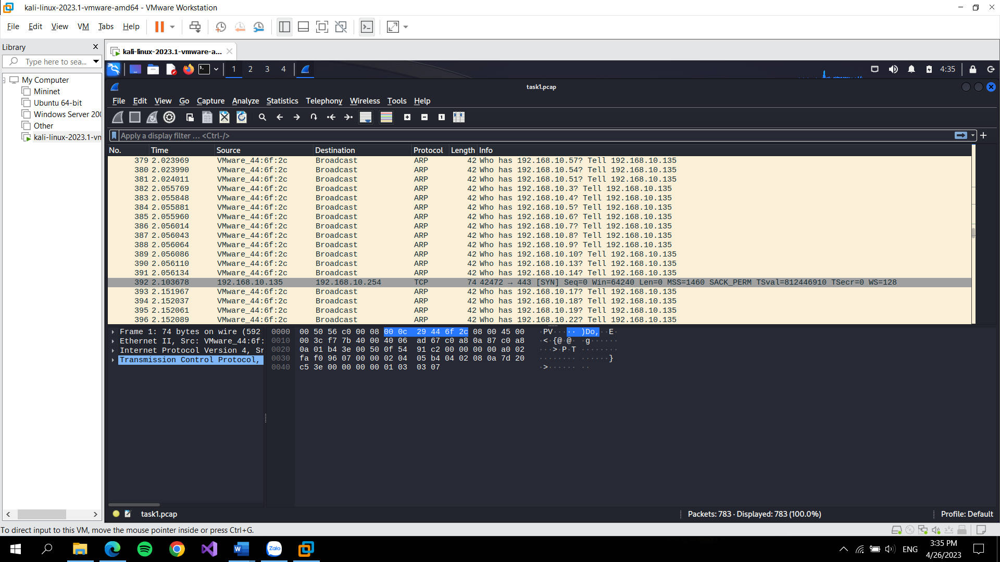 kali-linux-2023.1-vmware-amd64 - VMware Workstation
File Edit View VM Tabs Help
Library
Type here to sea...
My Computer
Mininet
Ubuntu 64-bit
Windows Server 200
Other
kali-linux-2023.1-vn
kali-linux-2023.1-vmware-a...
1 2 3 4
4:35
task1.pcap
File Edit View Go Capture Analyze Statistics Telephony Wireless Tools Help
Apply a display filter ... <Ctrl-/>
No. Time Source Destination Protocol Length Info
379 2.023969 VMware_44:6f:2c Broadcast ARP 42 Who has 192.168.10.57? Tell 192.168.10.135
380 2.023990 VMware_44:6f:2c Broadcast ARP 42 Who has 192.168.10.54? Tell 192.168.10.135
381 2.024011 VMware_44:6f:2c Broadcast ARP 42 Who has 192.168.10.51? Tell 192.168.10.135
382 2.055769 VMware_44:6f:2c Broadcast ARP 42 Who has 192.168.10.3? Tell 192.168.10.135
383 2.055848 VMware_44:6f:2c Broadcast ARP 42 Who has 192.168.10.4? Tell 192.168.10.135
384 2.055881 VMware_44:6f:2c Broadcast ARP 42 Who has 192.168.10.5? Tell 192.168.10.135
385 2.055960 VMware_44:6f:2c Broadcast ARP 42 Who has 192.168.10.6? Tell 192.168.10.135
386 2.056014 VMware_44:6f:2c Broadcast ARP 42 Who has 192.168.10.7? Tell 192.168.10.135
387 2.056043 VMware_44:6f:2c Broadcast ARP 42 Who has 192.168.10.8? Tell 192.168.10.135
388 2.056064 VMware_44:6f:2c Broadcast ARP 42 Who has 192.168.10.9? Tell 192.168.10.135
389 2.056086 VMware_44:6f:2c Broadcast ARP 42 Who has 192.168.10.10? Tell 192.168.10.135
390 2.056110 VMware_44:6f:2c Broadcast ARP 42 Who has 192.168.10.13? Tell 192.168.10.135
391 2.056134 VMware_44:6f:2c Broadcast ARP 42 Who has 192.168.10.14? Tell 192.168.10.135
392 2.103678 192.168.10.135 192.168.10.254 TCP 74 42472 → 443 [SYN] Seq=0 Win=64240 Len=0 MSS=1460 SACK_PERM TSval=812446910 TSecr=0 WS=128
393 2.151967 VMware_44:6f:2c Broadcast ARP 42 Who has 192.168.10.17? Tell 192.168.10.135
394 2.152037 VMware_44:6f:2c Broadcast ARP 42 Who has 192.168.10.18? Tell 192.168.10.135
395 2.152061 VMware_44:6f:2c Broadcast ARP 42 Who has 192.168.10.19? Tell 192.168.10.135
396 2.152089 VMware_44:6f:2c Broadcast ARP 42 Who has 192.168.10.22? Tell 192.168.10.135
Frame 1: 74 bytes on wire (592
Ethernet II, Src: VMware_44:6f:
Internet Protocol Version 4, Sr
Transmission Control Protocol,
0000 00 50 56 c0 00 08 00 0c 29 44 6f 2c 08 00 45 00 ·PV····· )Do,··E·
0010 00 3c f7 7b 40 00 40 06 ad 67 c0 a8 0a 87 c0 a8 ·<·{@·@· ·g······
0020 0a 01 b4 3e 00 50 0f 54 91 c2 00 00 00 00 a0 02 ···>·P·T ········
0030 fa f0 96 07 00 00 02 04 05 b4 04 02 08 0a 7d 20 ········ ······}
0040 c5 3e 00 00 00 00 01 03 03 07 ·>······ ··
task1.pcap
Packets: 783 · Displayed: 783 (100.0%)
Profile: Default
To direct input to this VM, move the mouse pointer inside or press Ctrl+G.
Zalo
ENG
3:35 PM
4/26/2023